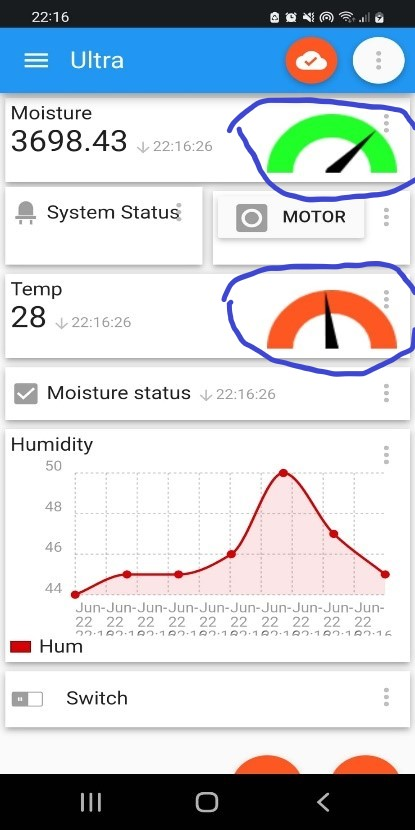 22:16
Ultra
Moisture
3698.43 22:16:26
System Status
MOTOR
Temp
28 22:16:26
Moisture status 22:16:26
Humidity
50
48
46
44
Jun- Jun- Jun- Jun- Jun- Jun- Jun- Jun- Jun- Jun-
22 22 22 22 22 22 22 22 22 22
Hum
Switch